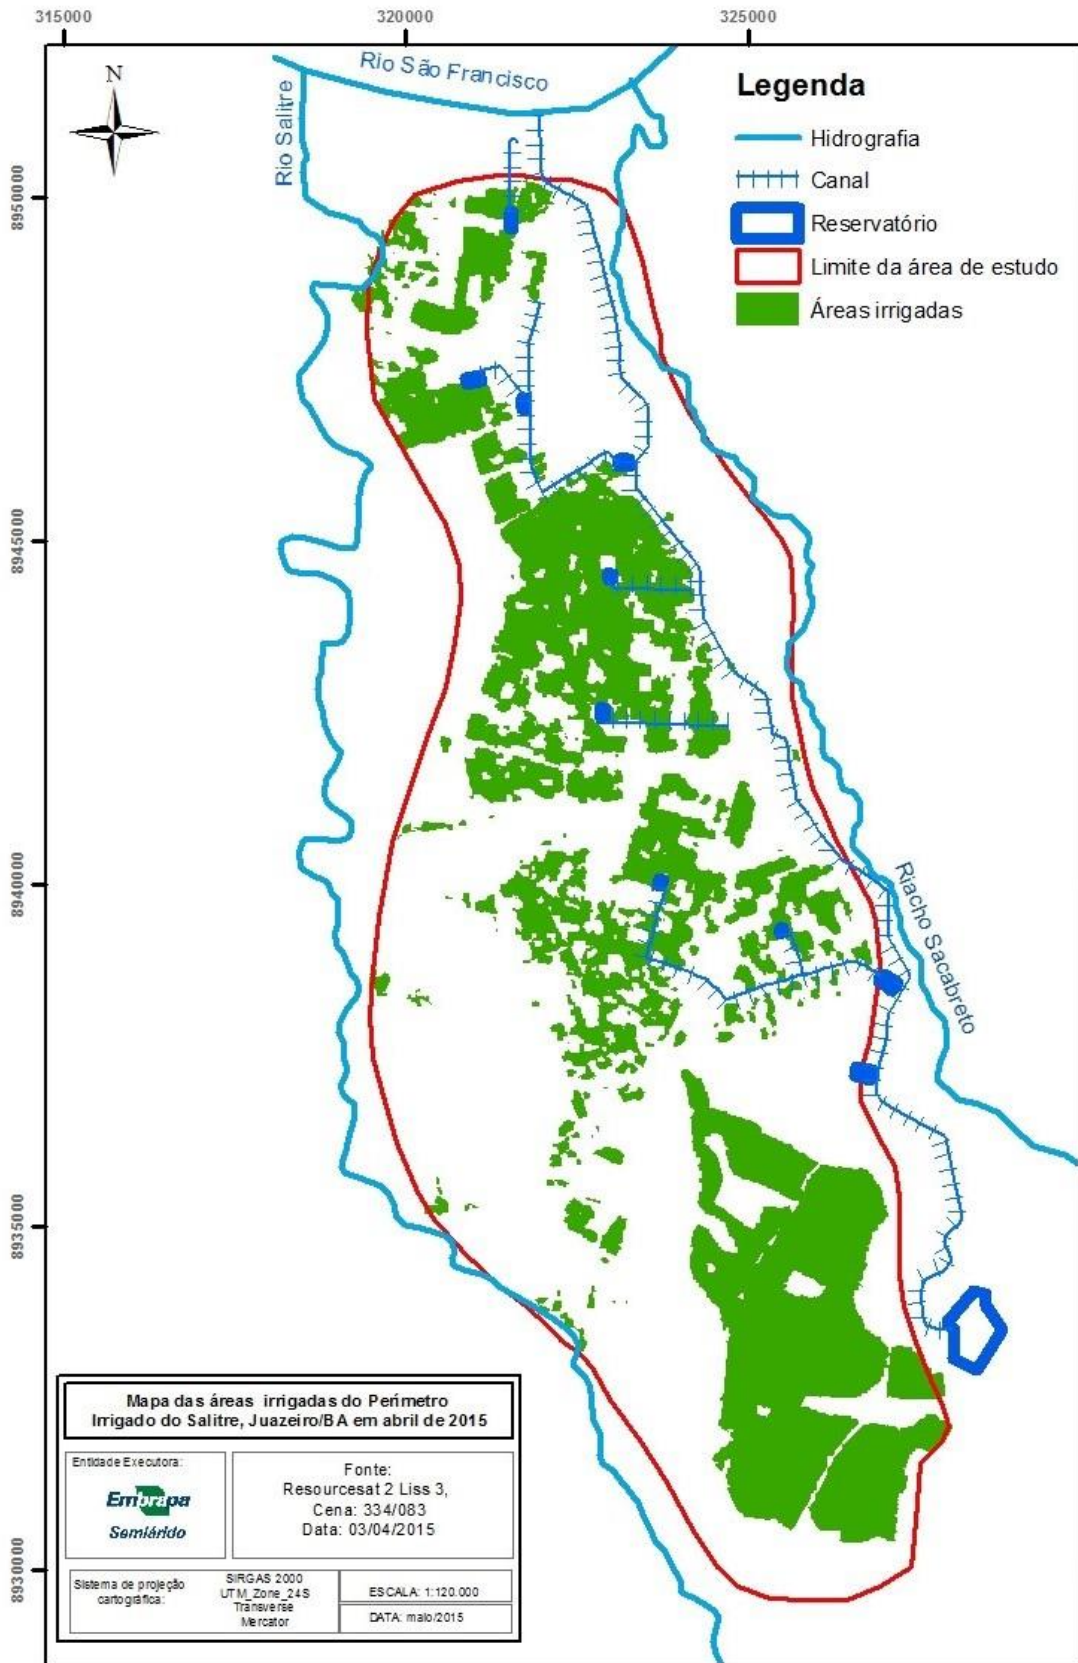 315000
320000
325000
N
Rio São Francisco
Rio Salitre
Legenda
Hidrografia
Canal
Reservatório
Limite da área de estudo
Áreas irrigadas
8950000
8945000
8940000
8935000
8930000
Riacho Sacabreto
Mapa das áreas irrigadas do Perímetro
Irrigado do Salitre, Juazeiro/BA em abril de 2015
Entidade Executora:
Embrapa
Semiárido
Fonte:
Resourcesat 2 Liss 3,
Cena: 334/083
Data: 03/04/2015
Sistema de projeção
cartográfica:
SIRGAS 2000
UTM_Zone_24S
Transverse
Mercator
ESCALA: 1:120.000
DATA: maio/2015